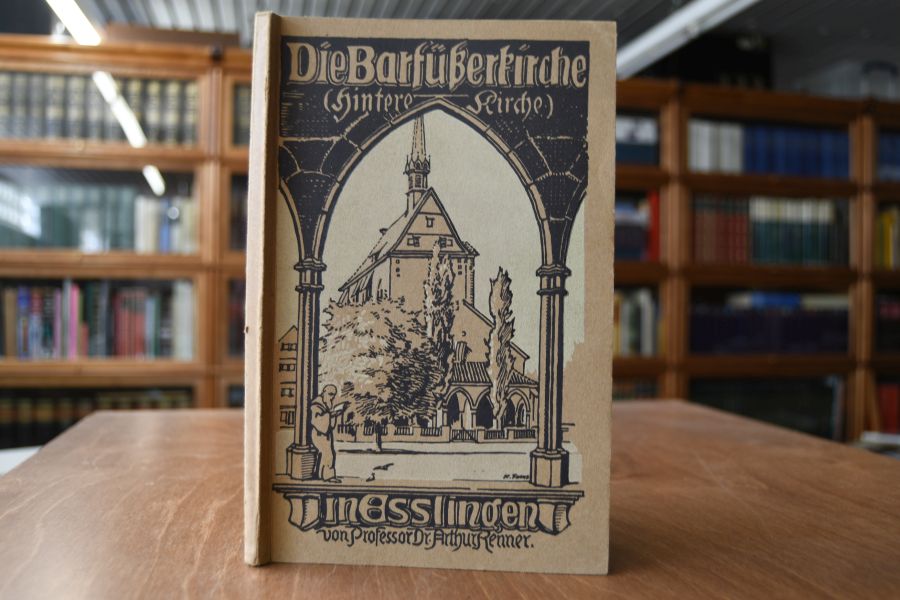 Die Barfüßerkirche
(Hintere Kirche)
in Esslingen
von Professor Dr. Arthur Renner.